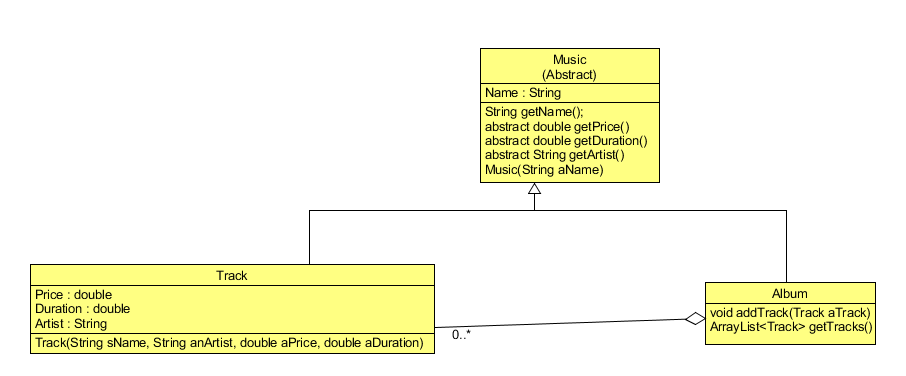 Music
(Abstract)
Name : String
String getName();
abstract double getPrice()
abstract double getDuration()
abstract String getArtist()
Music(String aName)
Track
Price : double
Duration : double
Artist : String
Track(String sName, String anArtist, double aPrice, double aDuration)
0..*
Album
void addTrack(Track aTrack)
ArrayList<Track> getTracks()